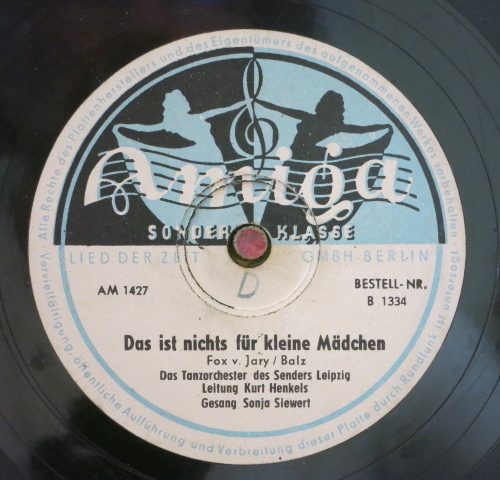 Alle Rechte des Plattenherstellers und des Eigentümers des aufgenommenen Werkes vorbehalten · Vervielfältigung, öffentliche Aufführung und Verbreitung dieser Platte durch Rundfunk ist untersagt ·
Amiga
SONDER KLASSE
LIED DER ZEIT GMBH·BERLIN
AM 1427
BESTELL-NR.
B 1334
D
Das ist nichts für kleine Mädchen
Fox v. Jary / Balz
Das Tanzorchester des Senders Leipzig
Leitung Kurt Henkels
Gesang Sonja Siewert